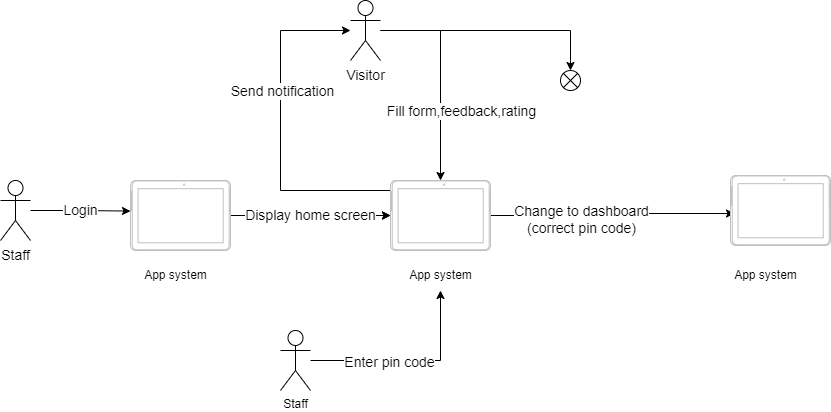 Visitor
Send notification
Fill form,feedback,rating
Login
Display home screen
Change to dashboard
(correct pin code)
Staff
App system
App system
App system
Enter pin code
Staff